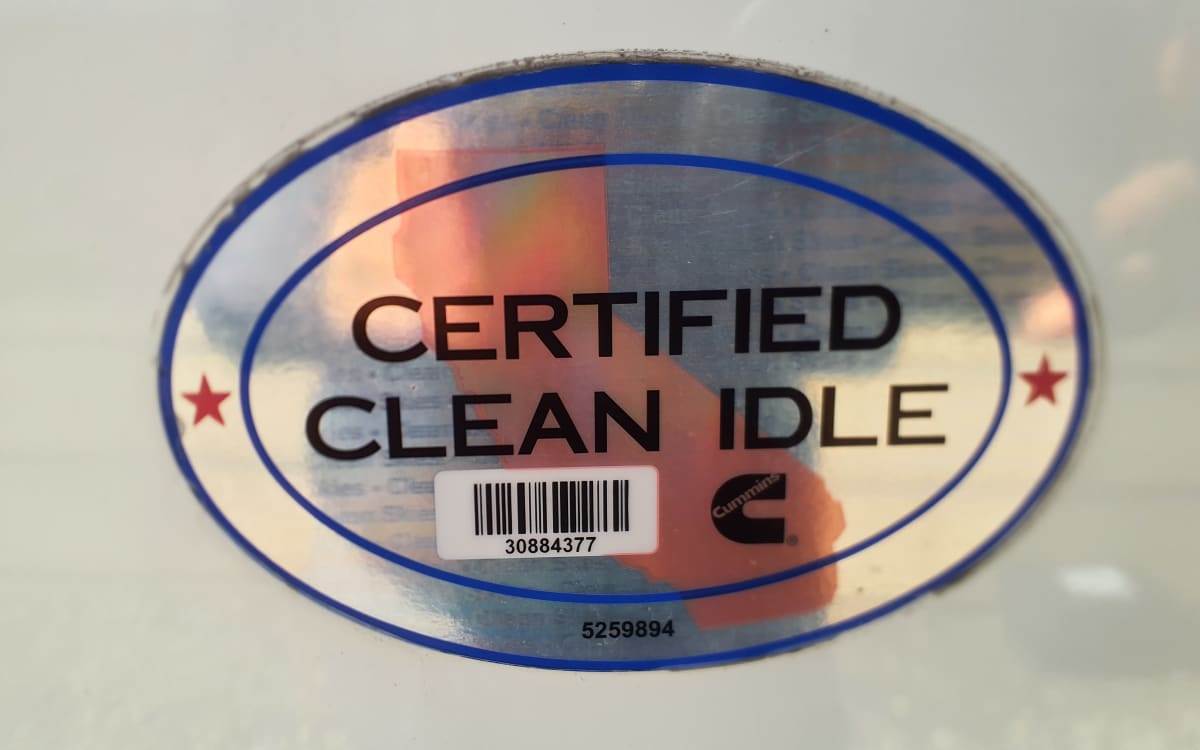 CERTIFIED
CLEAN IDLE
30884377
Cummins
®
5259894